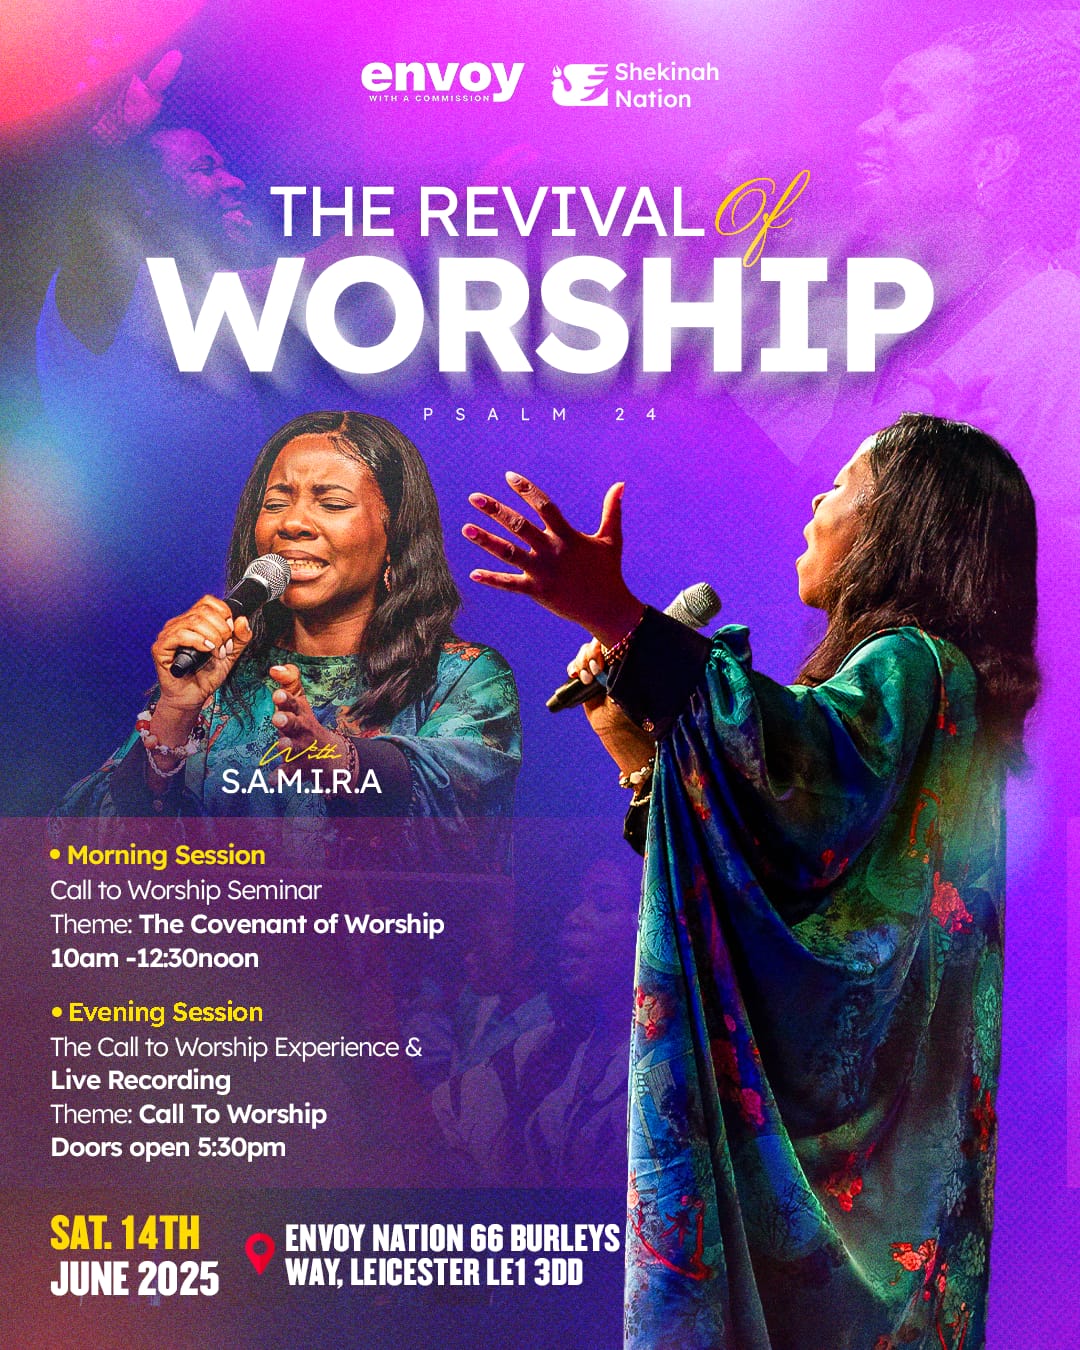 envoy
WITH A COMMISSION
Shekinah
Nation
THE REVIVAL Of
WORSHIP
PSALM 24
With
S.A.M.I.R.A
• Morning Session
Call to Worship Seminar
Theme: The Covenant of Worship
10am -12:30noon
• Evening Session
The Call to Worship Experience &
Live Recording
Theme: Call To Worship
Doors open 5:30pm
SAT. 14TH
JUNE 2025
ENVOY NATION 66 BURLEYS
WAY, LEICESTER LE1 3DD